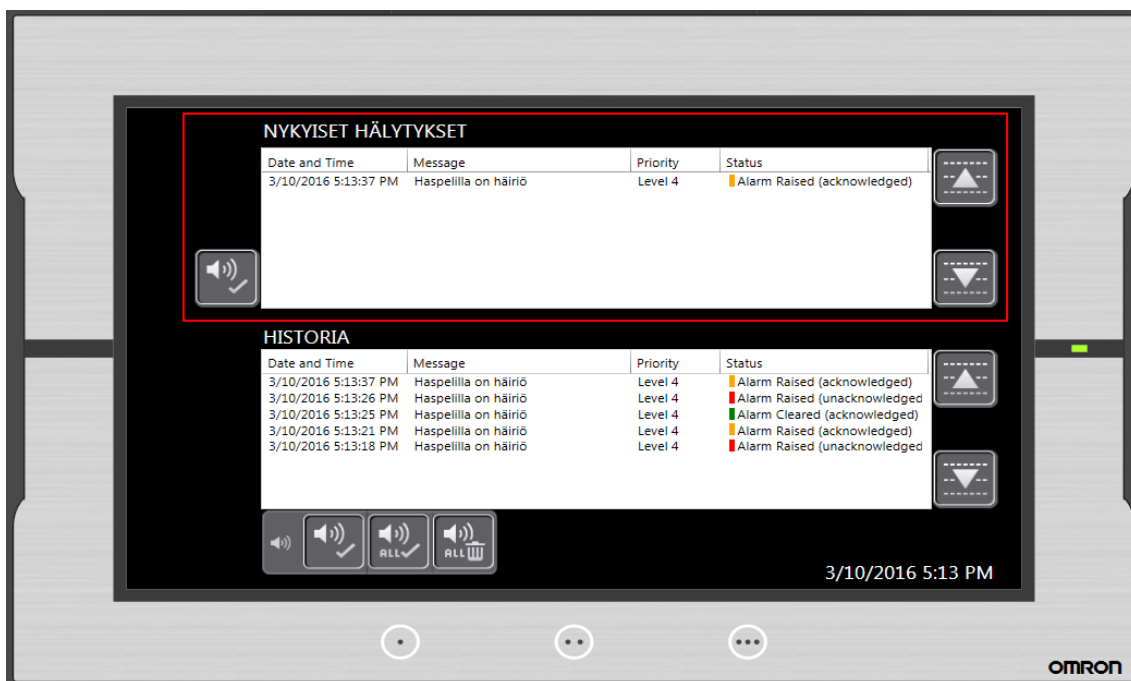 NYKYISET HÄLYTYKSET
Date and Time Message Priority Status
3/10/2016 5:13:37 PM Haspelilla on häiriö Level 4 Alarm Raised (acknowledged)
HISTORIA
Date and Time Message Priority Status
3/10/2016 5:13:37 PM Haspelilla on häiriö Level 4 Alarm Raised (acknowledged)
3/10/2016 5:13:26 PM Haspelilla on häiriö Level 4 Alarm Raised (unacknowledged
3/10/2016 5:13:25 PM Haspelilla on häiriö Level 4 Alarm Cleared (acknowledged)
3/10/2016 5:13:21 PM Haspelilla on häiriö Level 4 Alarm Raised (acknowledged)
3/10/2016 5:13:18 PM Haspelilla on häiriö Level 4 Alarm Raised (unacknowledged
ALL ALL
3/10/2016 5:13 PM
OMRON